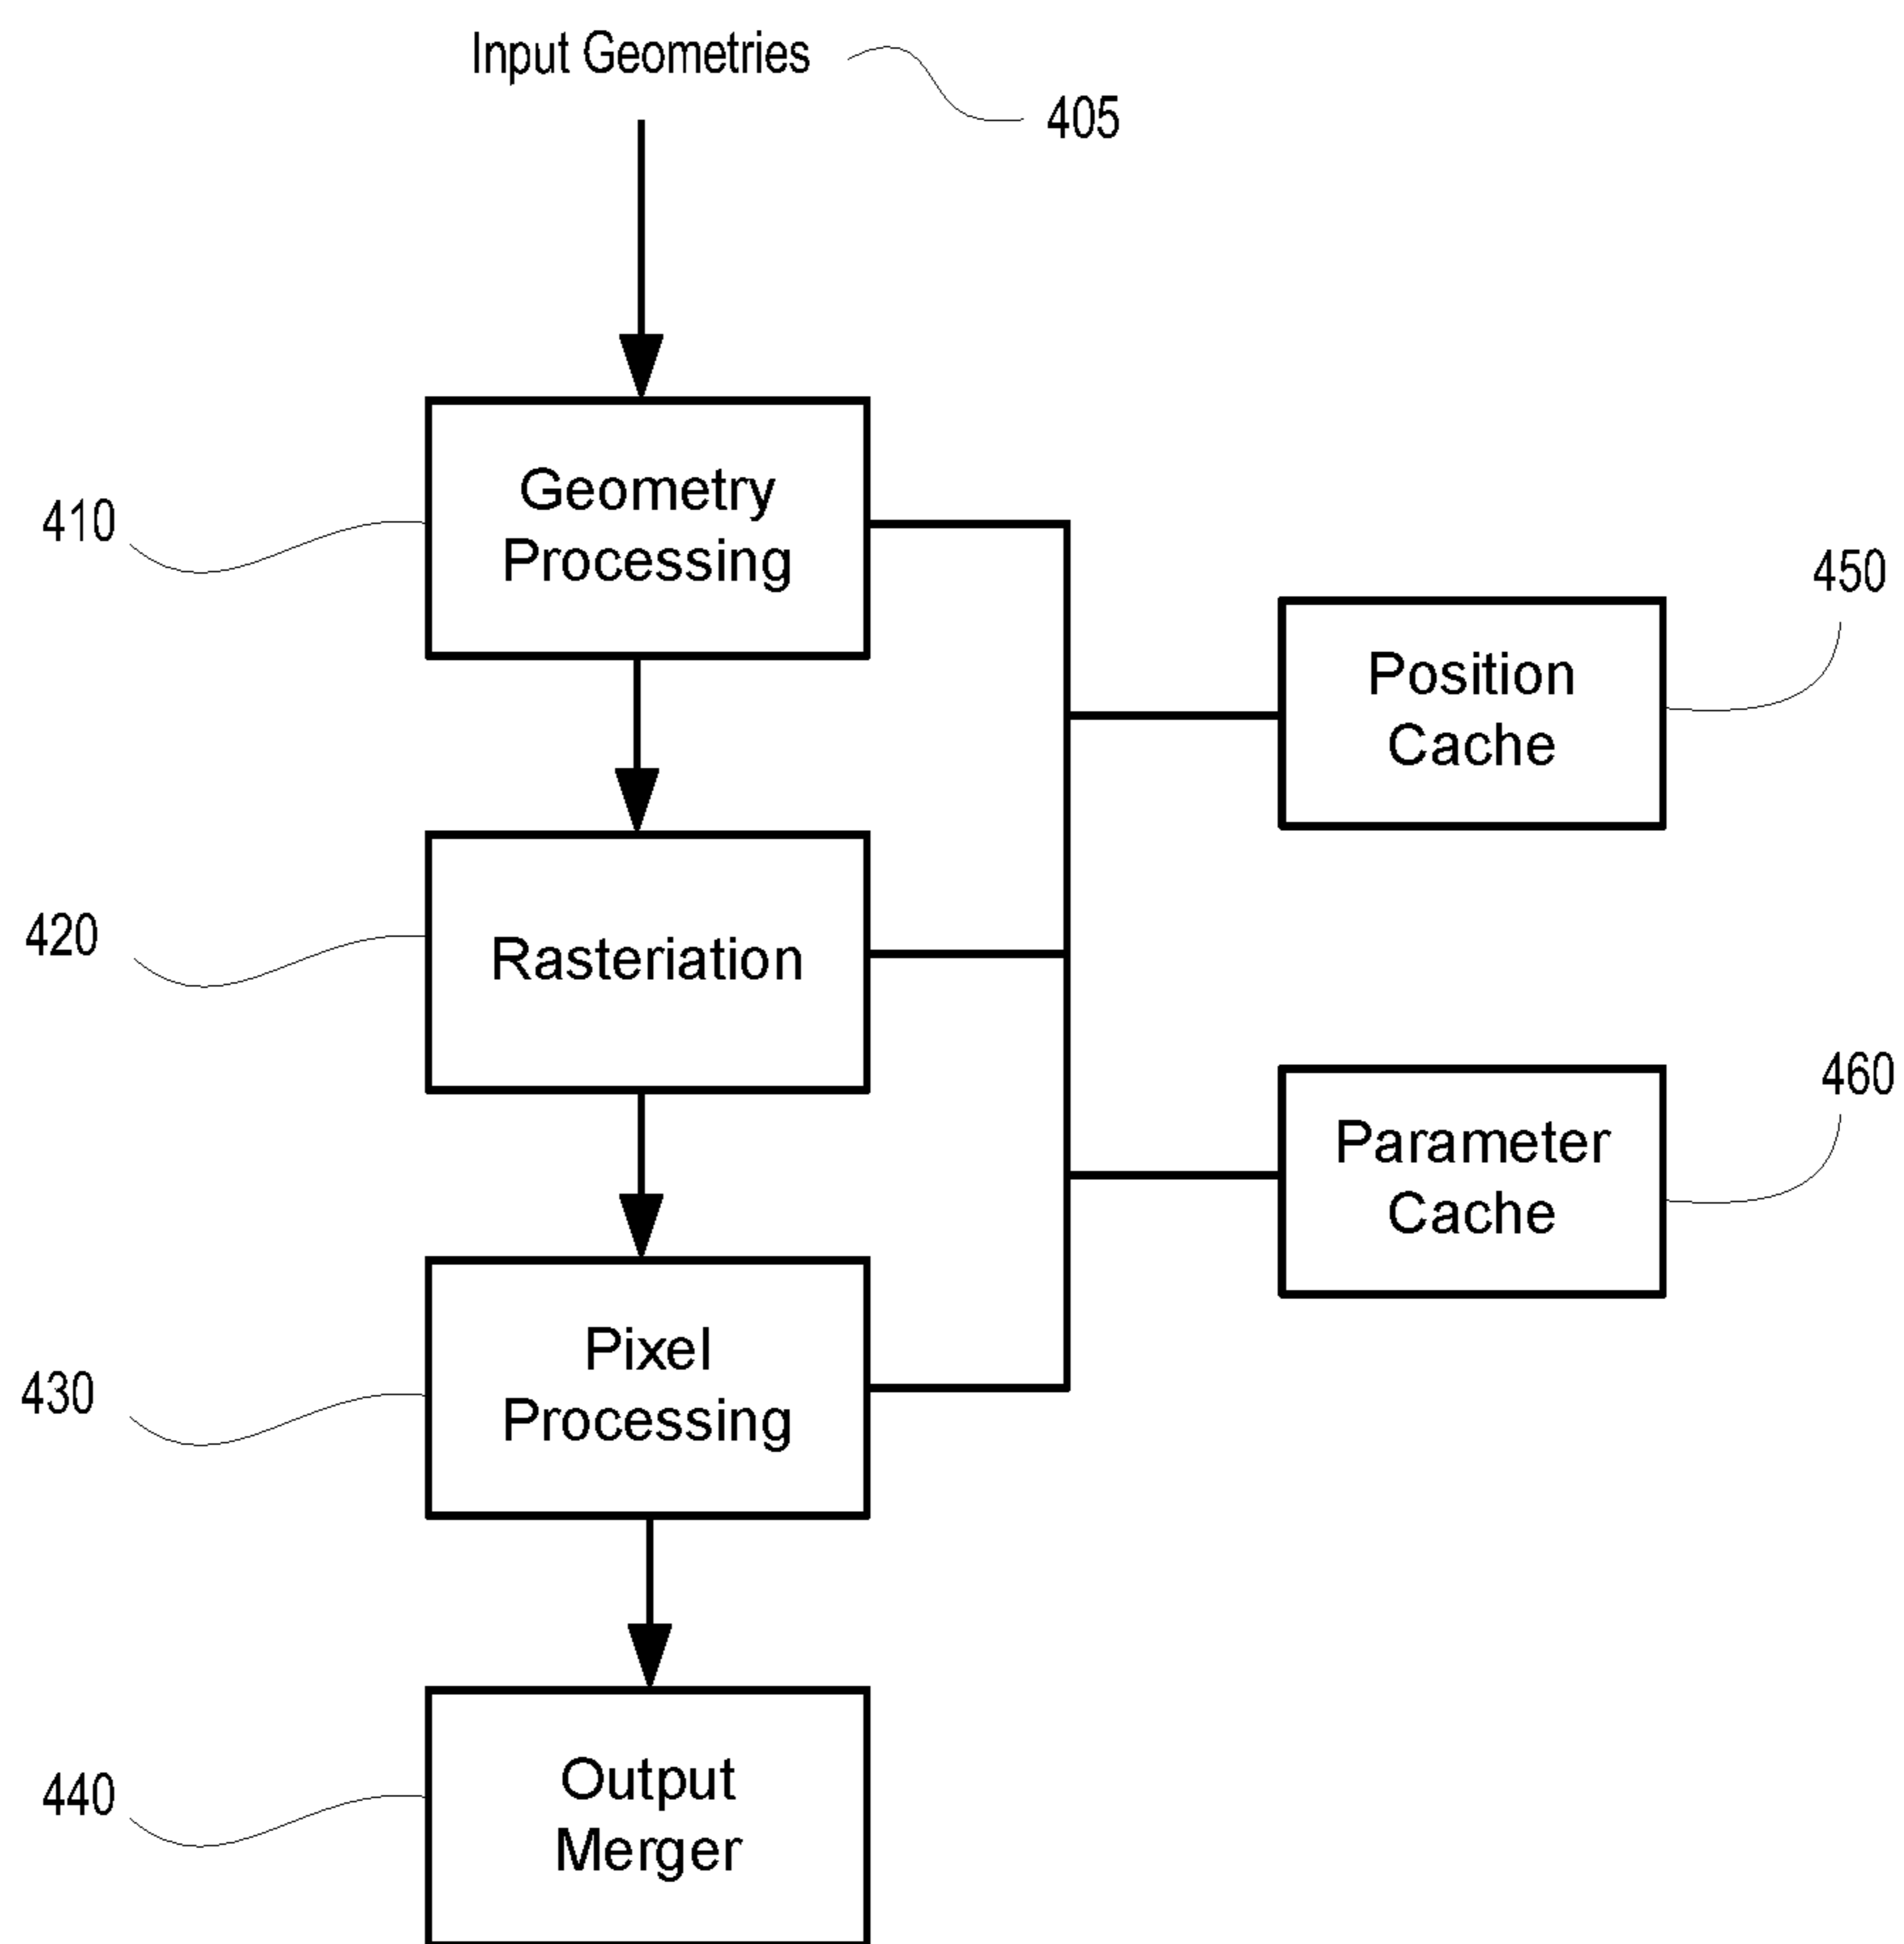 Input Geometries
405
410
Geometry
Processing
450
Position
Cache
420
Rasteriation
460
Parameter
Cache
430
Pixel
Processing
440
Output
Merger